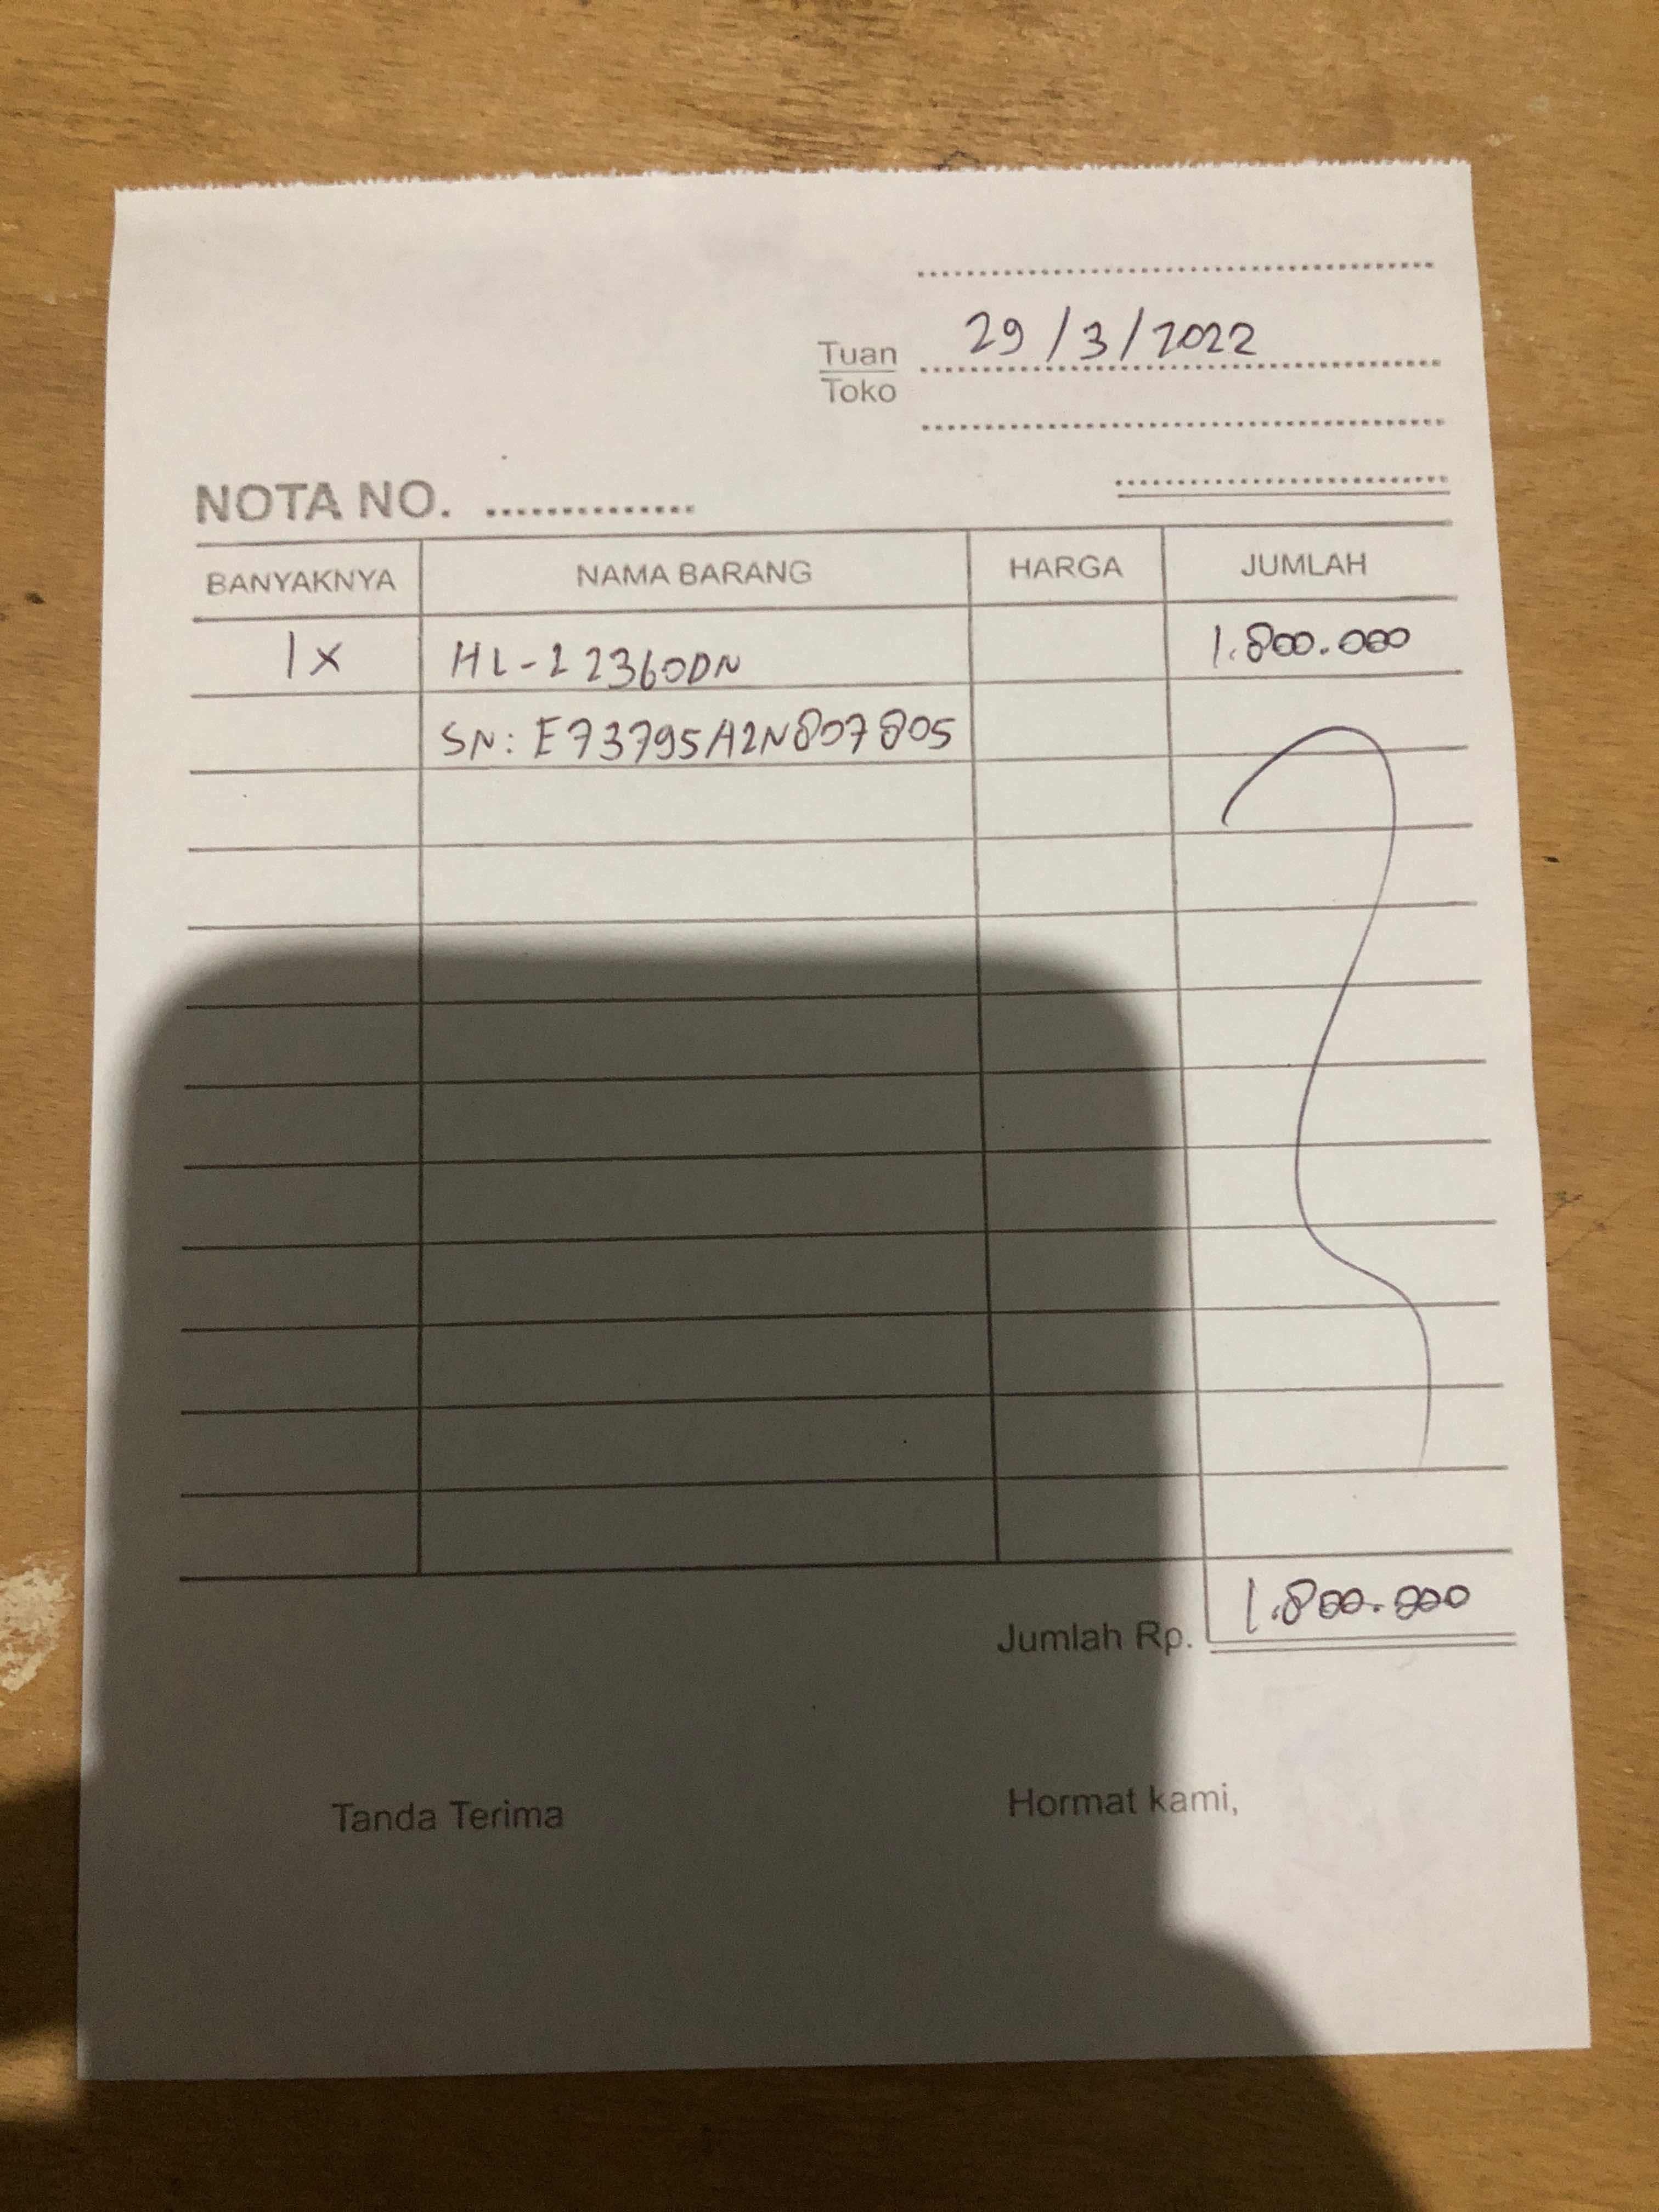 29/3/2022
Tuan
Toko
NOTA NO.
BANYAKNYA NAMA BARANG HARGA JUMLAH
1x HL-L2360DN 1.800.000
SN: E73795A2N807805
Jumlah Rp. 1.800.000
Tanda Terima Hormat kami,